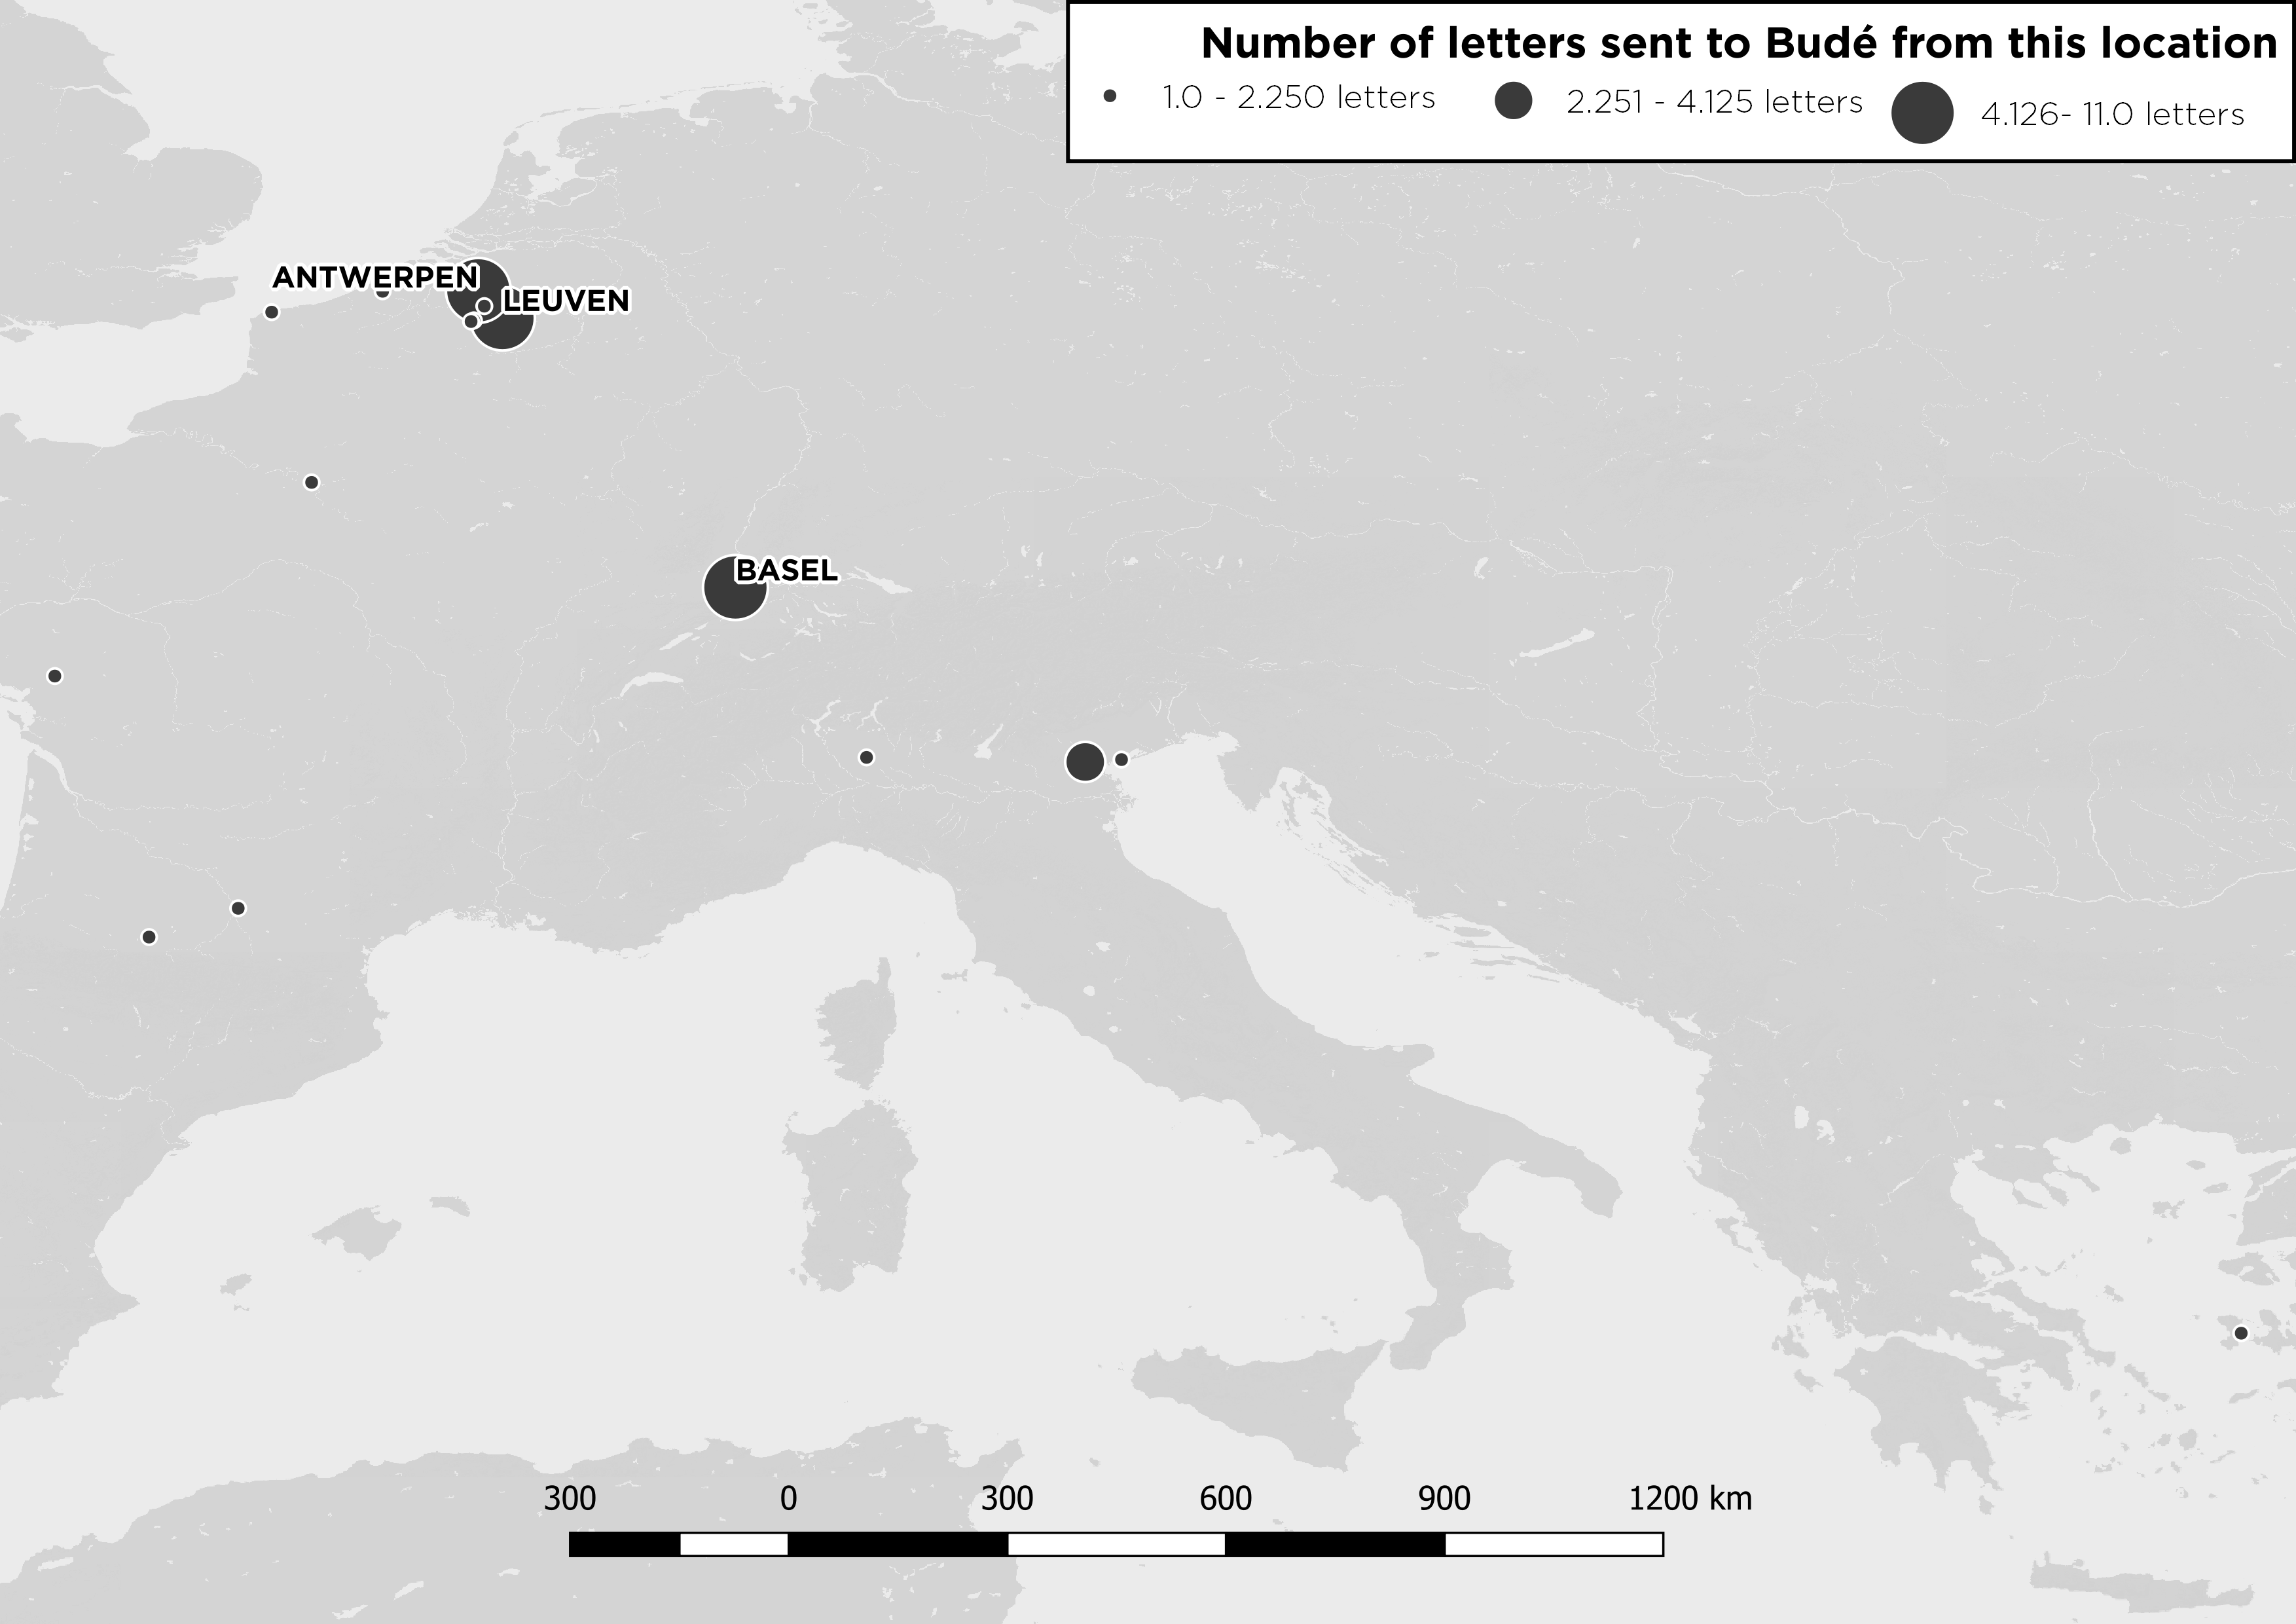 Number of letters sent to Budé from this location
1.0 - 2.250 letters 2.251 - 4.125 letters 4.126- 11.0 letters
ANTWERPEN
LEUVEN
BASEL
300 0 300 600 900 1200 km